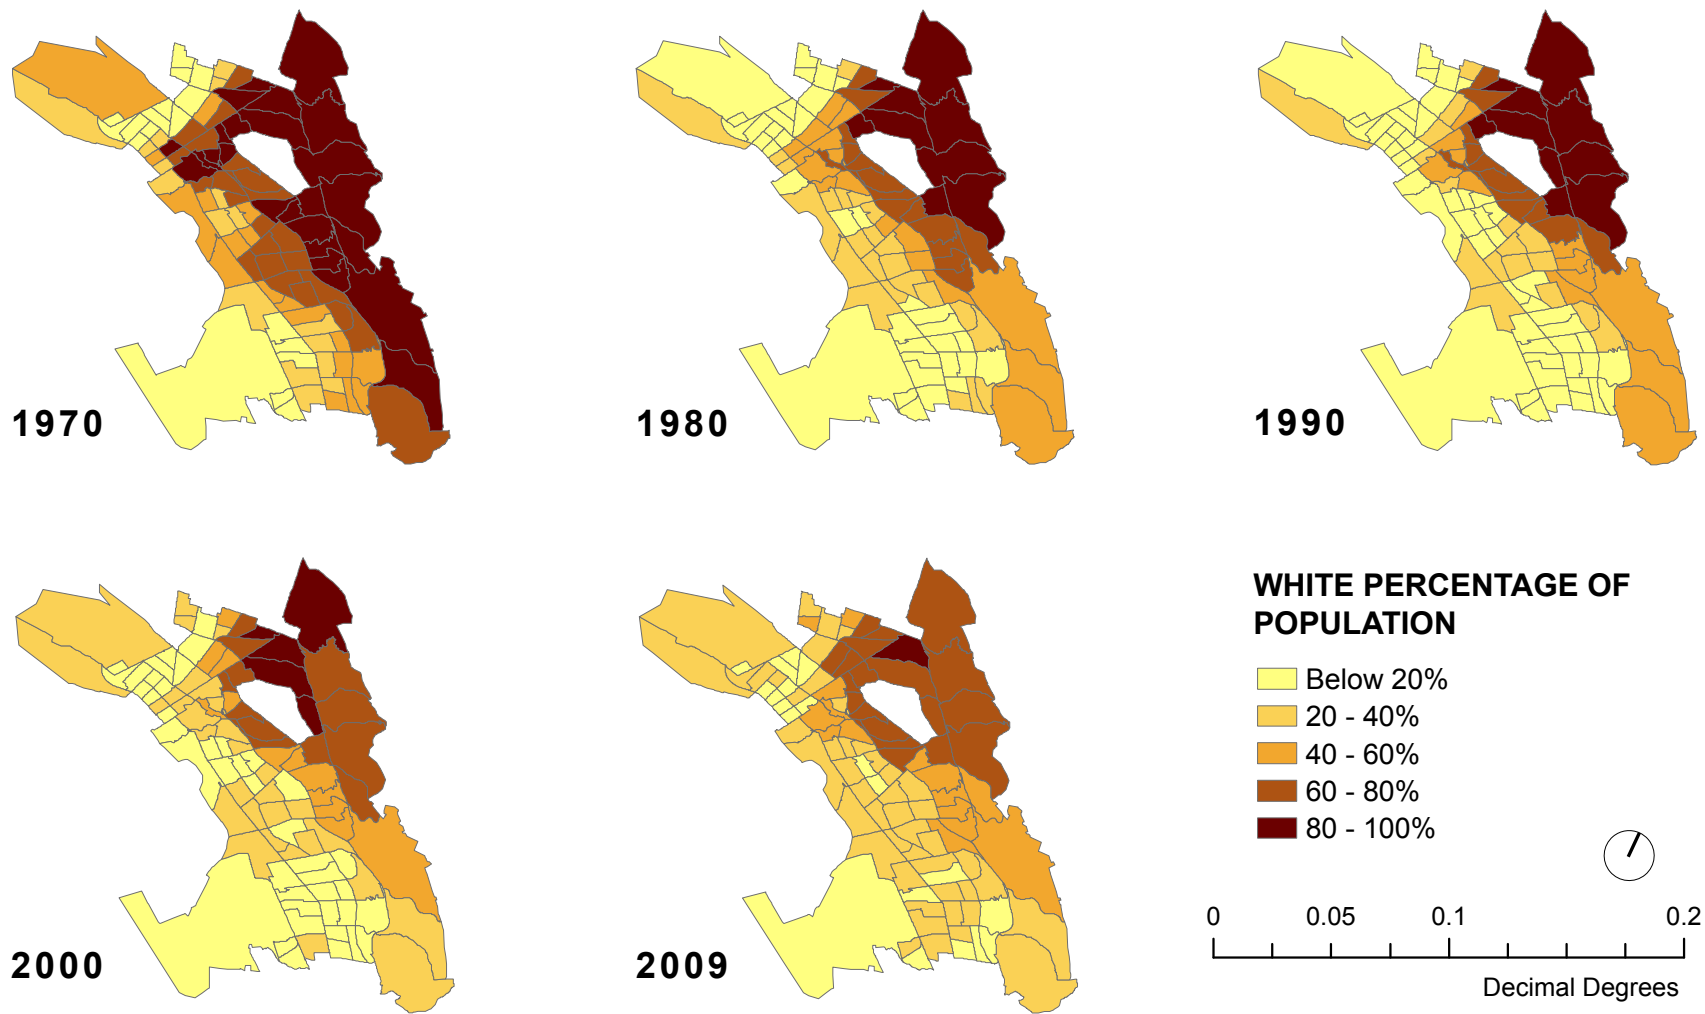 1970
1980
1990
2000
2009
WHITE PERCENTAGE OF
POPULATION
Below 20%
20 - 40%
40 - 60%
60 - 80%
80 - 100%
0 0.05 0.1 0.2
Decimal Degrees